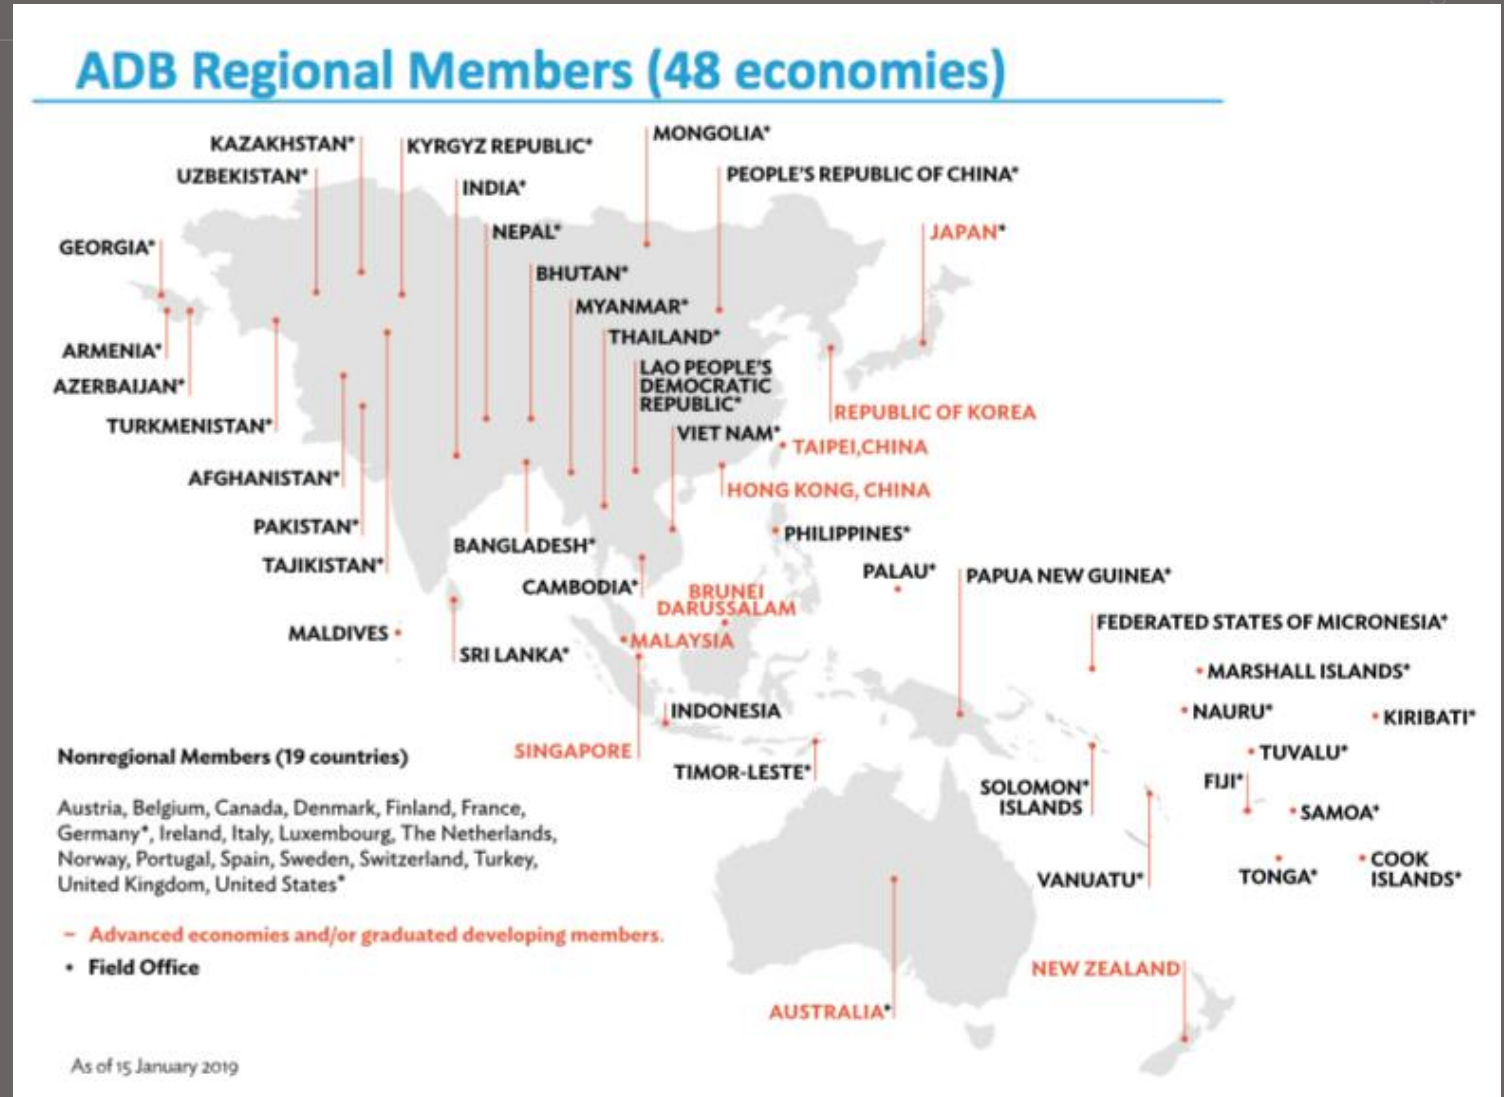 ADB Regional Members (48 economies)
KAZAKHSTAN*
KYRGYZ REPUBLIC*
MONGOLIA*
UZBEKISTAN*
INDIA*
PEOPLE'S REPUBLIC OF CHINA*
GEORGIA*
NEPAL*
JAPAN*
BHUTAN*
MYANMAR*
ARMENIA*
THAILAND*
AZERBAIJAN*
LAO PEOPLE'S
DEMOCRATIC
REPUBLIC*
TURKMENISTAN*
REPUBLIC OF KOREA
VIET NAM*
TAIPEI,CHINA
AFGHANISTAN*
HONG KONG, CHINA
PAKISTAN*
PHILIPPINES*
BANGLADESH*
TAJIKISTAN*
PALAU*
PAPUA NEW GUINEA*
CAMBODIA*
BRUNEI
DARUSSALAM
FEDERATED STATES OF MICRONESIA*
MALDIVES
MALAYSIA
SRI LANKA*
MARSHALL ISLANDS*
INDONESIA
NAURU*
KIRIBATI*
SINGAPORE
TUVALU*
TIMOR-LESTE*
FIJI*
SOLOMON*
ISLANDS
SAMOA*
VANUATU*
TONGA*
COOK
ISLANDS*
NEW ZEALAND
AUSTRALIA*
Nonregional Members (19 countries)
Austria, Belgium, Canada, Denmark, Finland, France,
Germany*, Ireland, Italy, Luxembourg, The Netherlands,
Norway, Portugal, Spain, Sweden, Switzerland, Turkey,
United Kingdom, United States*
– Advanced economies and/or graduated developing members.
• Field Office
As of 15 January 2019